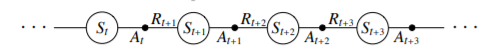 · · · S_t A_t R_{t+1} S_{t+1} A_{t+1} R_{t+2} S_{t+2} A_{t+2} R_{t+3} S_{t+3} A_{t+3} · · ·